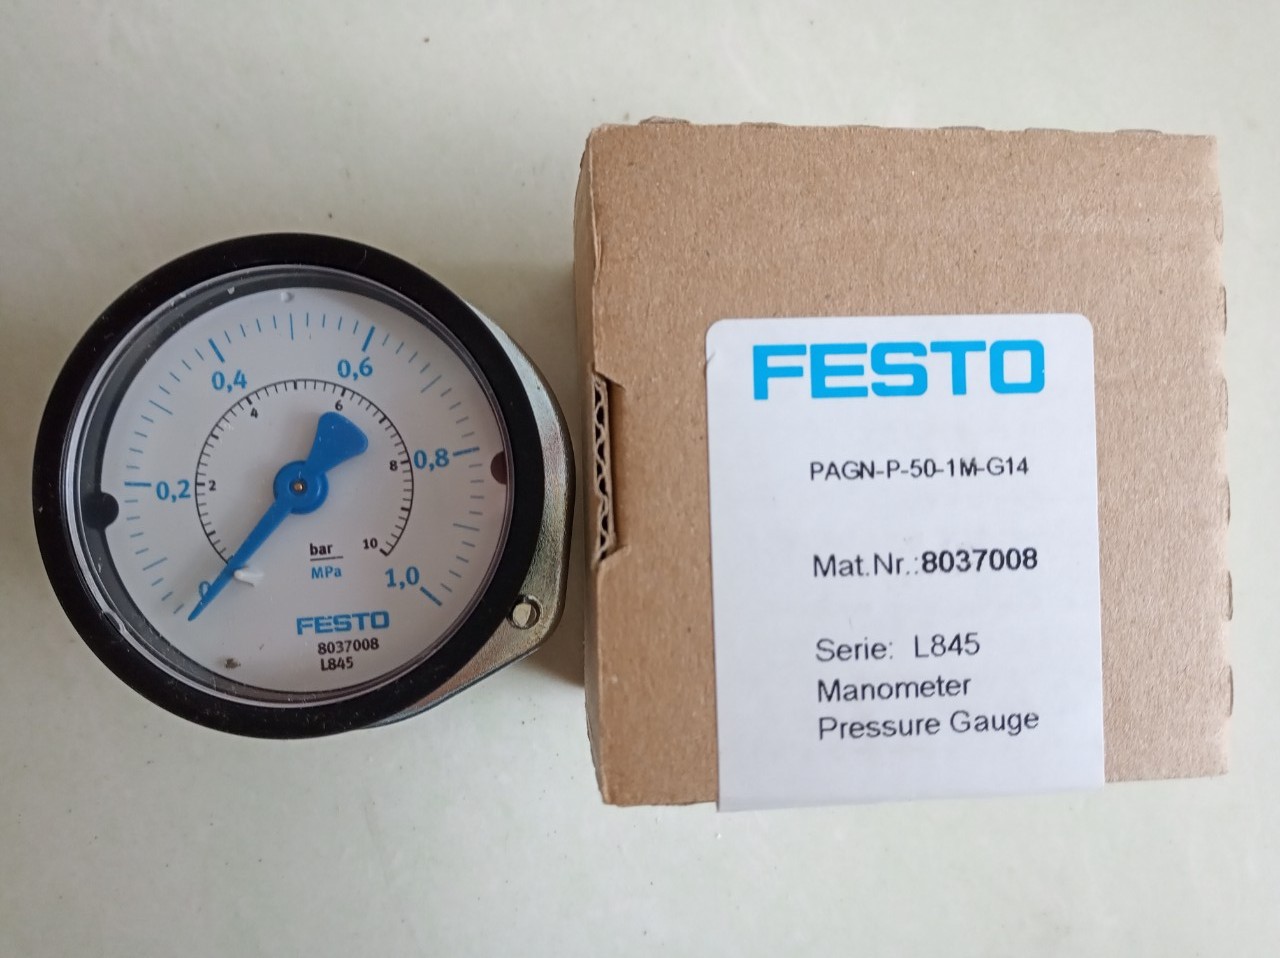 0,4
0,6
4
6
0,2
2
8
0,8
0
bar
MPa
10
1,0
FESTO
8037008
L845
FESTO
PAGN-P-50-1M-G14
Mat.Nr.:8037008
Serie: L845
Manometer
Pressure Gauge